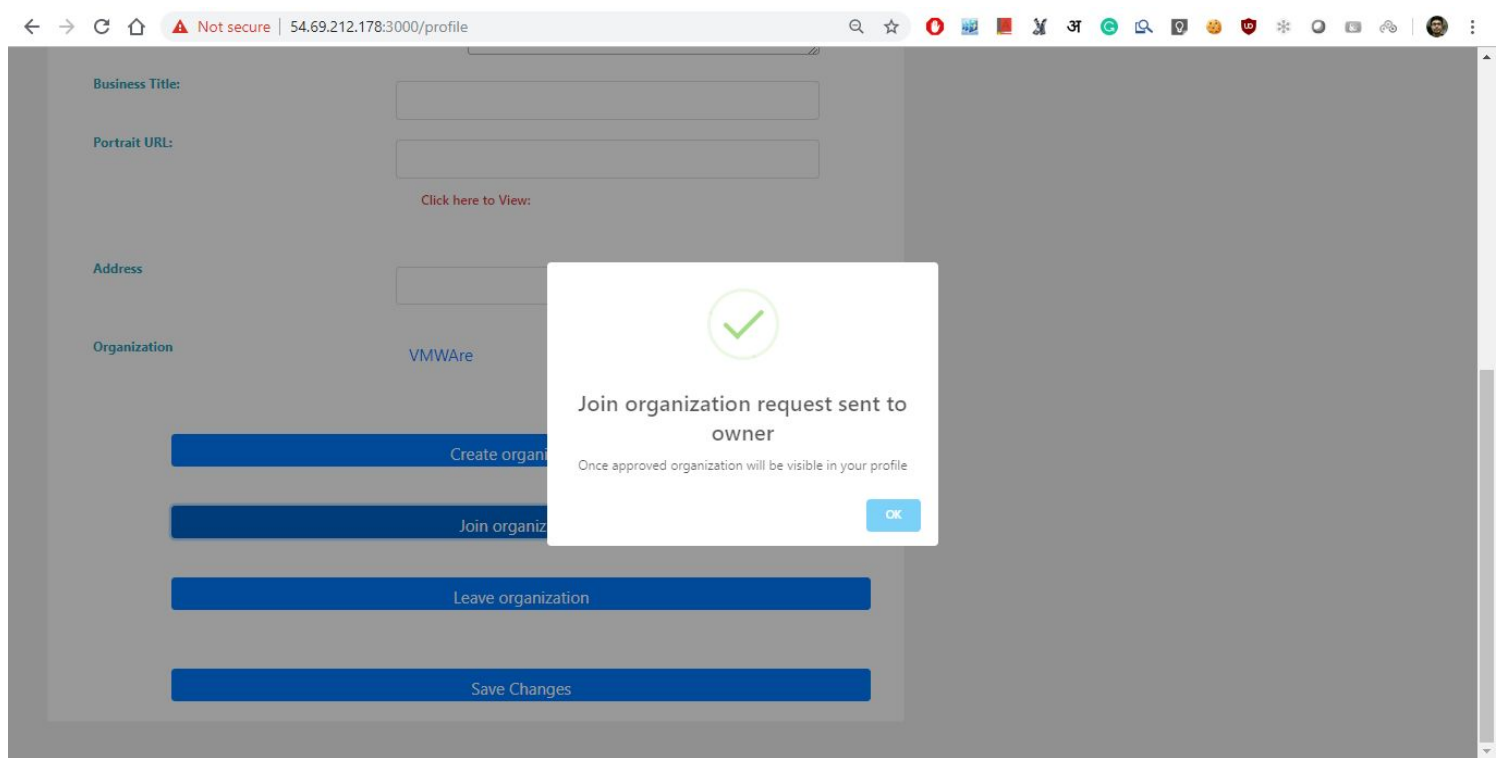 Not secure | 54.69.212.178:3000/profile
अ
Business Title:
Portrait URL:
Click here to View:
Address
Organization
VMWAre
Join organization request sent to
owner
Once approved organization will be visible in your profile
OK
Create organi
Join organiz
Leave organization
Save Changes